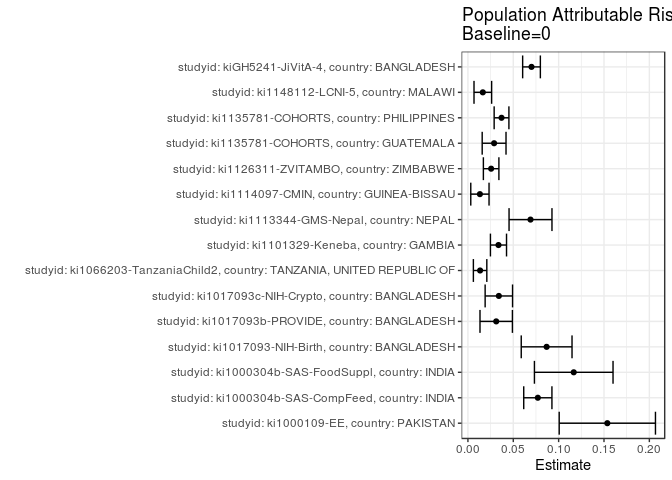 Population Attributable Ris
Baseline=0
studyid: kiGH5241-JiVitA-4, country: BANGLADESH
studyid: ki1148112-LCNI-5, country: MALAWI
studyid: ki1135781-COHORTS, country: PHILIPPINES
studyid: ki1135781-COHORTS, country: GUATEMALA
studyid: ki1126311-ZVITAMBO, country: ZIMBABWE
studyid: ki1114097-CMIN, country: GUINEA-BISSAU
studyid: ki1113344-GMS-Nepal, country: NEPAL
studyid: ki1101329-Keneba, country: GAMBIA
studyid: ki1066203-TanzaniaChild2, country: TANZANIA, UNITED REPUBLIC OF
studyid: ki1017093c-NIH-Crypto, country: BANGLADESH
studyid: ki1017093b-PROVIDE, country: BANGLADESH
studyid: ki1017093-NIH-Birth, country: BANGLADESH
studyid: ki1000304b-SAS-FoodSuppl, country: INDIA
studyid: ki1000304b-SAS-CompFeed, country: INDIA
studyid: ki1000109-EE, country: PAKISTAN
0.00 0.05 0.10 0.15 0.20
Estimate